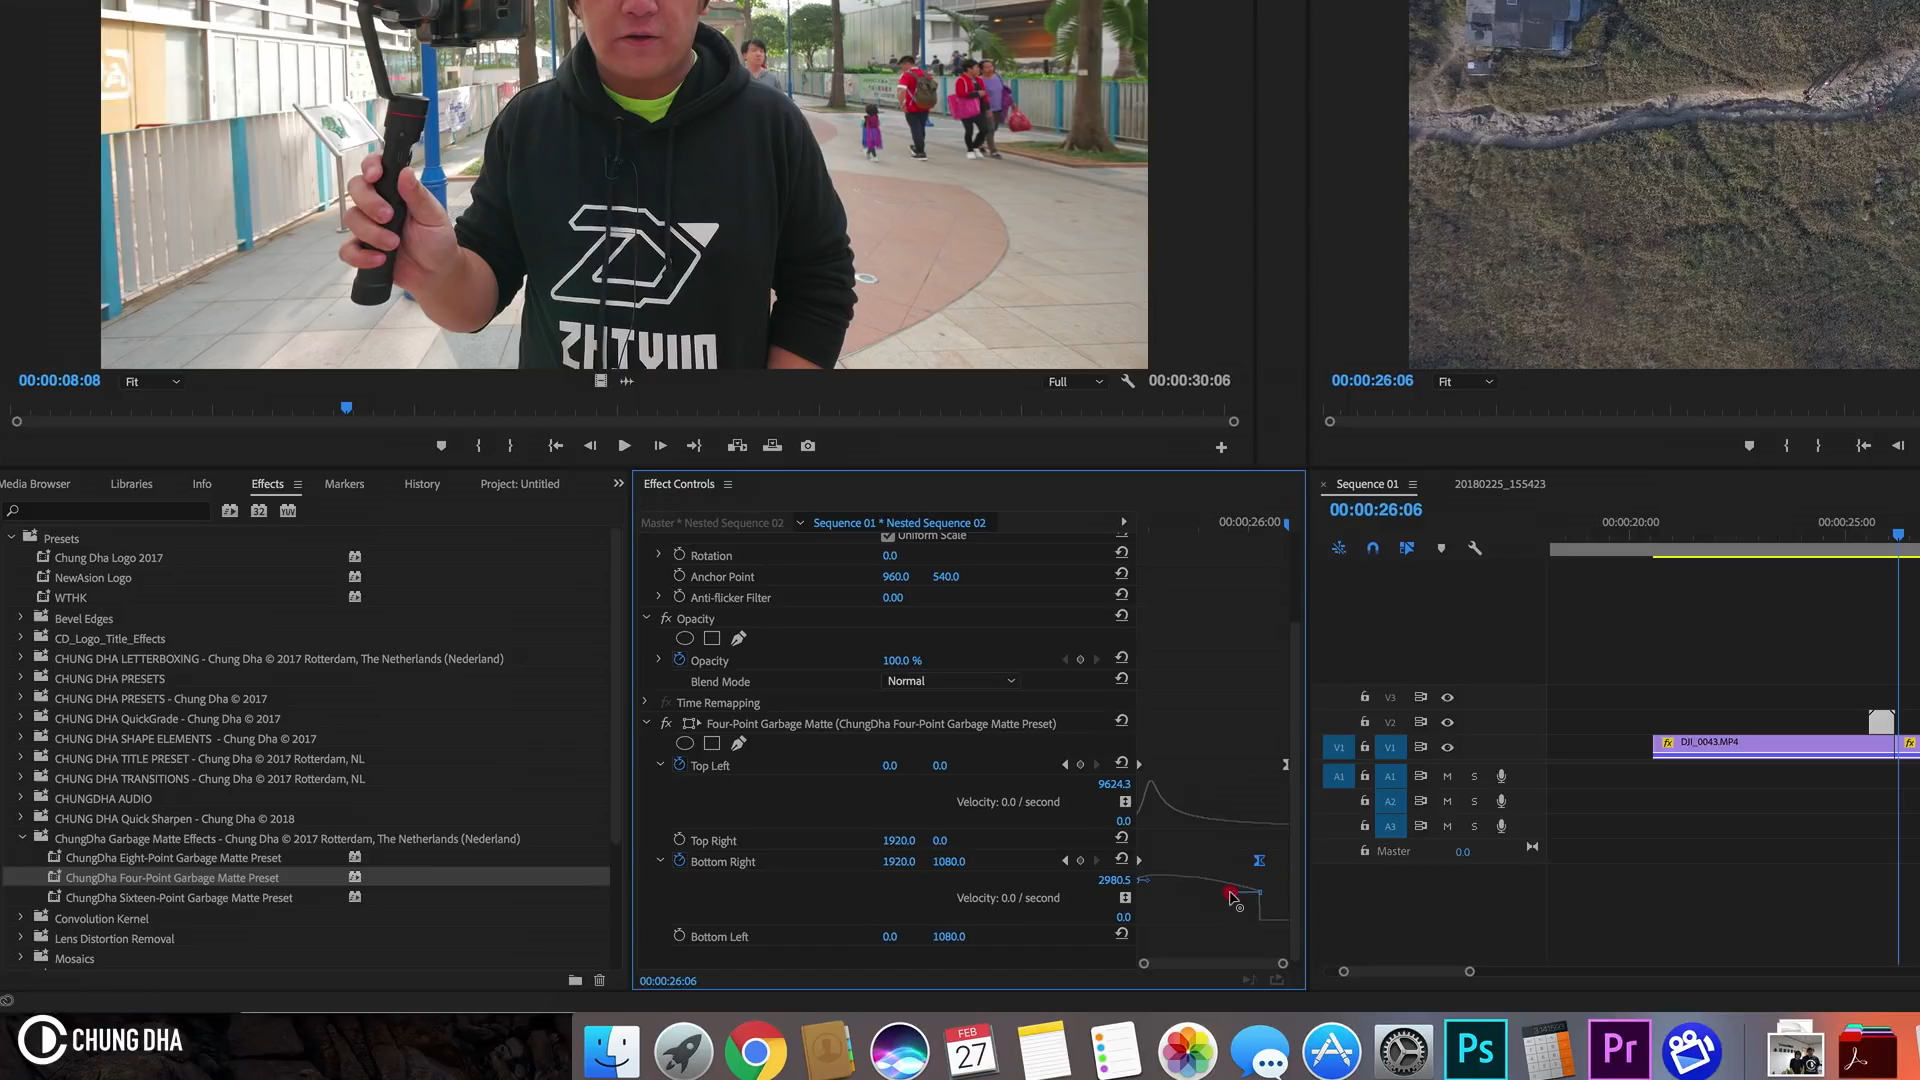 ZHIYUN
00:00:08:08
Fit
Full
00:00:30:06
00:00:26:06
Fit
Media Browser
Libraries
Info
Effects
Markers
History
Project: Untitled
32
YUV
Presets
Chung Dha Logo 2017
NewAsion Logo
WTHK
Bevel Edges
CD_Logo_Title_Effects
CHUNG DHA LETTERBOXING - Chung Dha © 2017 Rotterdam, The Netherlands (Nederland)
CHUNG DHA PRESETS
CHUNG DHA PRESETS - Chung Dha © 2017
CHUNG DHA QuickGrade - Chung Dha © 2017
CHUNG DHA SHAPE ELEMENTS - Chung Dha © 2017
CHUNG DHA TITLE PRESET - Chung Dha © 2017 Rotterdam, NL
CHUNG DHA TRANSITIONS - Chung Dha © 2017 Rotterdam, NL
CHUNGDHA AUDIO
CHUNG DHA Quick Sharpen - Chung Dha © 2018
ChungDha Garbage Matte Effects - Chung Dha © 2017 Rotterdam, The Netherlands (Nederland)
ChungDha Eight-Point Garbage Matte Preset
ChungDha Four-Point Garbage Matte Preset
ChungDha Sixteen-Point Garbage Matte Preset
Convolution Kernel
Lens Distortion Removal
Mosaics
Effect Controls
Master * Nested Sequence 02
Sequence 01 * Nested Sequence 02
00:00:26:00
Uniform Scale
Rotation 0.0
Anchor Point 960.0 540.0
Anti-flicker Filter 0.00
fx Opacity
Opacity 100.0 %
Blend Mode Normal
fx Time Remapping
fx Four-Point Garbage Matte (ChungDha Four-Point Garbage Matte Preset)
Top Left 0.0 0.0
9624.3
Velocity: 0.0 / second
0.0
Top Right 1920.0 0.0
Bottom Right 1920.0 1080.0
2980.5
Velocity: 0.0 / second
0.0
Bottom Left 0.0 1080.0
00:00:26:06
Sequence 01
20180225_155423
00:00:26:06
00:00:20:00
00:00:25:00
V3
V2
V1 V1
fx DJI_0043.MP4
fx
A1 A1 M S
A2 M S
A3 M S
Master 0.0
CHUNG DHA
FEB
27
Ps
Pr